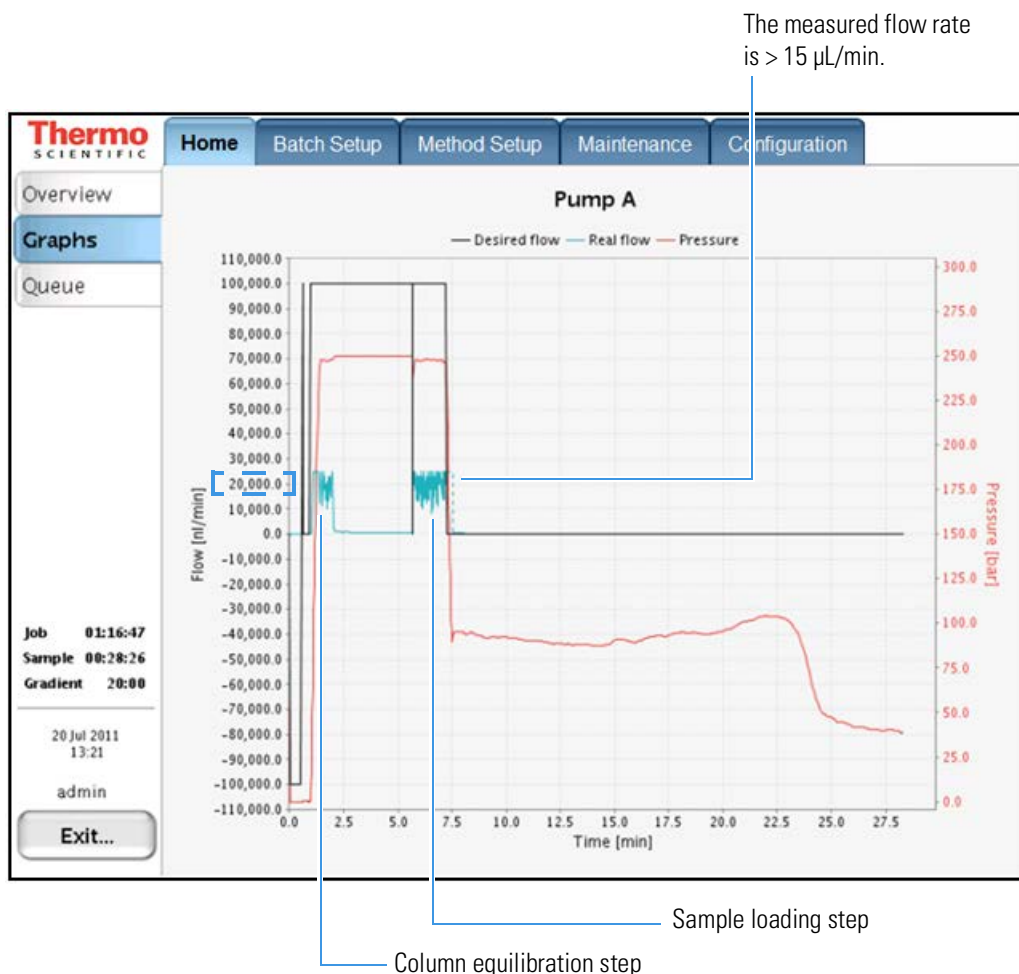 The measured flow rate
is > 15 µL/min.
Thermo
SCIENTIFIC
Home
Batch Setup
Method Setup
Maintenance
Configuration
Overview
Graphs
Queue
Pump A
Desired flow
Real flow
Pressure
110,000.0
100,000.0
90,000.0
80,000.0
70,000.0
60,000.0
50,000.0
40,000.0
30,000.0
20,000.0
10,000.0
0.0
-10,000.0
-20,000.0
-30,000.0
-40,000.0
-50,000.0
-60,000.0
-70,000.0
-80,000.0
-90,000.0
-100,000.0
-110,000.0
Flow [nl/min]
300.0
275.0
250.0
225.0
200.0
175.0
150.0
125.0
100.0
75.0
50.0
25.0
0.0
Pressure [bar]
0.0 2.5 5.0 7.5 10.0 12.5 15.0 17.5 20.0 22.5 25.0 27.5
Time [min]
Job 01:16:47
Sample 00:28:26
Gradient 20:00
20 Jul 2011
13:21
admin
Exit...
Sample loading step
Column equilibration step